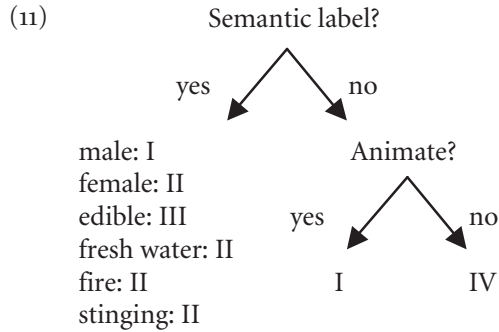 (11) Semantic label?
yes no
male: I Animate?
female: II
edible: III yes no
fresh water: II
fire: II I IV
stinging: II